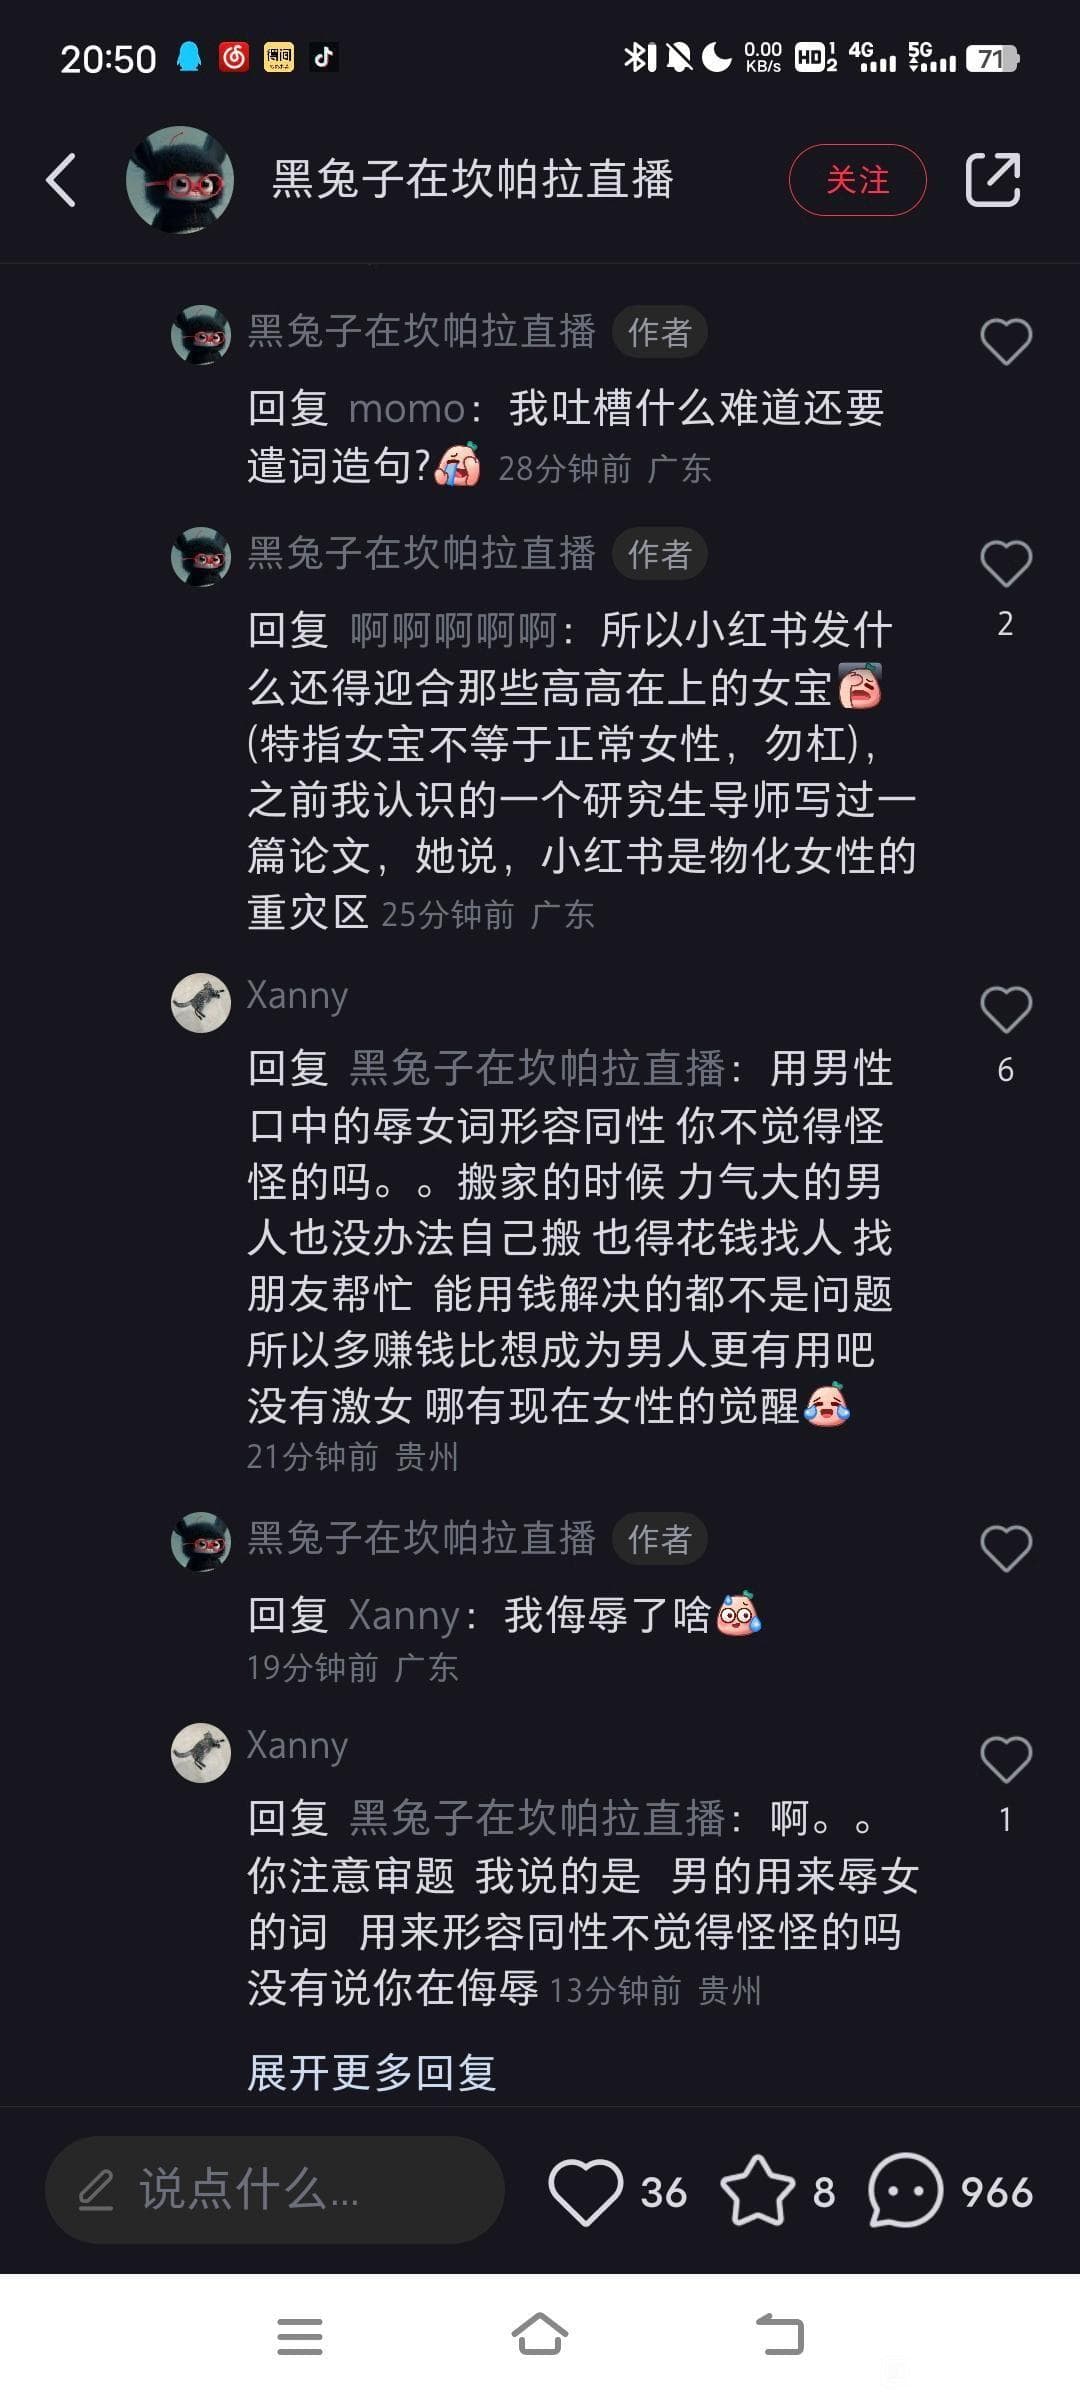 20:50 得间 0.00 KB/s HD 1 2 4G 5G 71
黑兔子在坎帕拉直播 关注
黑兔子在坎帕拉直播 作者
回复 momo：我吐槽什么难道还要
遣词造句? 28分钟前 广东
黑兔子在坎帕拉直播 作者
回复 啊啊啊啊啊：所以小红书发什
2
么还得迎合那些高高在上的女宝
(特指女宝不等于正常女性，勿杠)，
之前我认识的一个研究生导师写过一
篇论文，她说，小红书是物化女性的
重灾区 25分钟前 广东
Xanny
回复 黑兔子在坎帕拉直播：用男性
6
口中的辱女词形容同性 你不觉得怪
怪的吗。。搬家的时候 力气大的男
人也没办法自己搬 也得花钱找人 找
朋友帮忙 能用钱解决的都不是问题
所以多赚钱比想成为男人更有用吧
没有激女 哪有现在女性的觉醒
21分钟前 贵州
黑兔子在坎帕拉直播 作者
回复 Xanny：我侮辱了啥
19分钟前 广东
Xanny
回复 黑兔子在坎帕拉直播：啊。。
1
你注意审题 我说的是 男的用来辱女
的词 用来形容同性不觉得怪怪的吗
没有说你在侮辱 13分钟前 贵州
展开更多回复
说点什么... 36 8 966